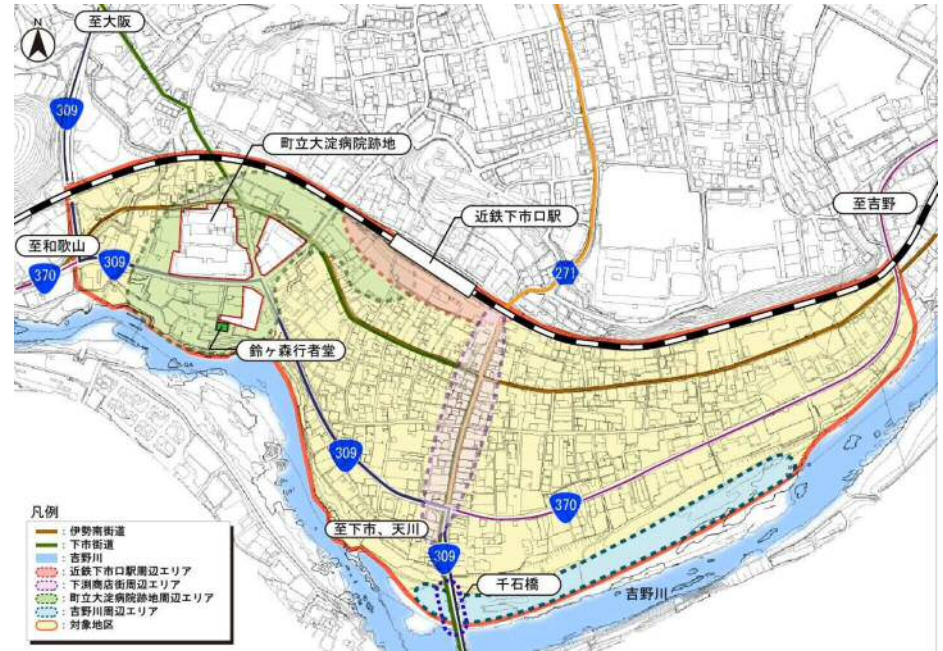 N
至大阪
309
町立大淀病院跡地
近鉄下市口駅
至吉野
至和歌山
370
309
271
鈴ヶ森行者堂
309
370
至下市、天川
309
千石橋
吉野川
凡例
：伊勢南街道
：下市街道
：吉野川
：近鉄下市口駅周辺エリア
：下渕商店街周辺エリア
：町立大淀病院跡地周辺エリア
：吉野川周辺エリア
：対象地区